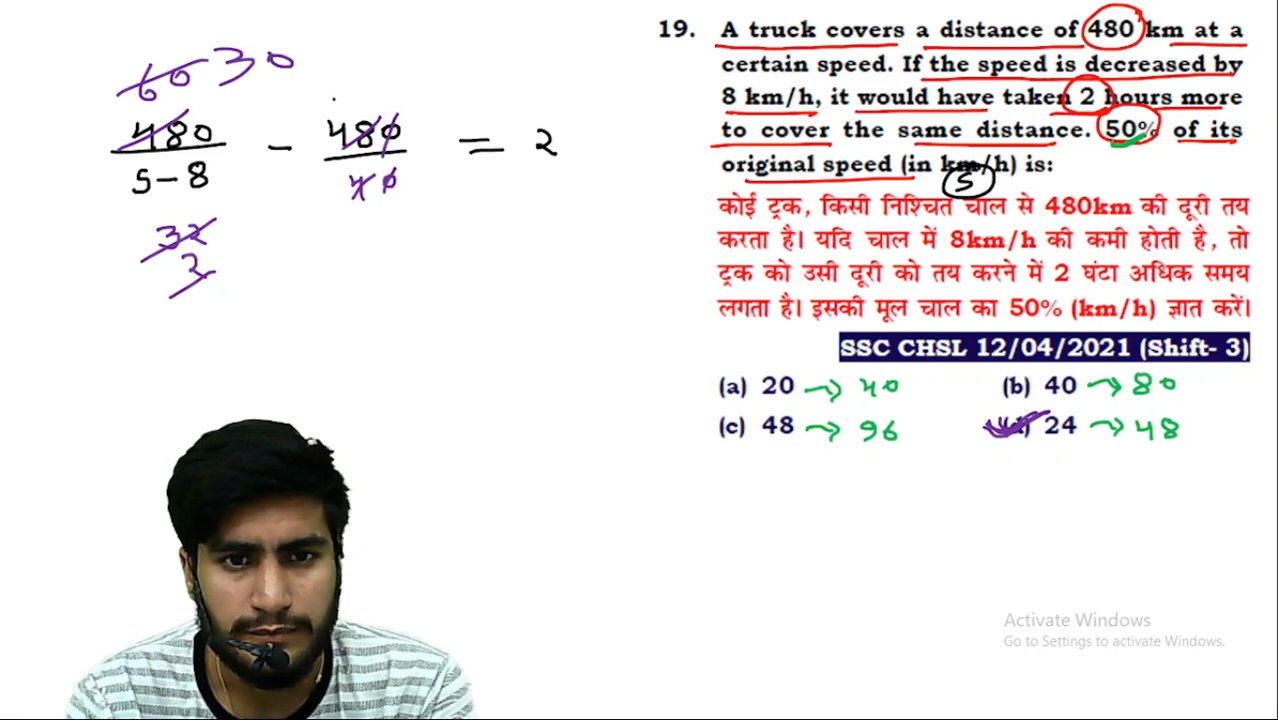 19. A truck covers a distance of 480 km at a
certain speed. If the speed is decreased by
8 km/h, it would have taken 2 hours more
to cover the same distance. 50% of its
original speed (in km/h) is:
S
कोई ट्रक, किसी निश्चित चाल से 480km की दूरी तय
करता है। यदि चाल में 8km/h की कमी होती है, तो
ट्रक को उसी दूरी को तय करने में 2 घंटा अधिक समय
लगता है। इसकी मूल चाल का 50% (km/h) ज्ञात करें।
SSC CHSL 12/04/2021 (Shift- 3)
(a) 20 → 40 (b) 40 → 80
(c) 48 → 96 (d) 24 → 48
60 30
480 - 480 = 2
S-8 40
32
2
Activate Windows
Go to Settings to activate Windows.